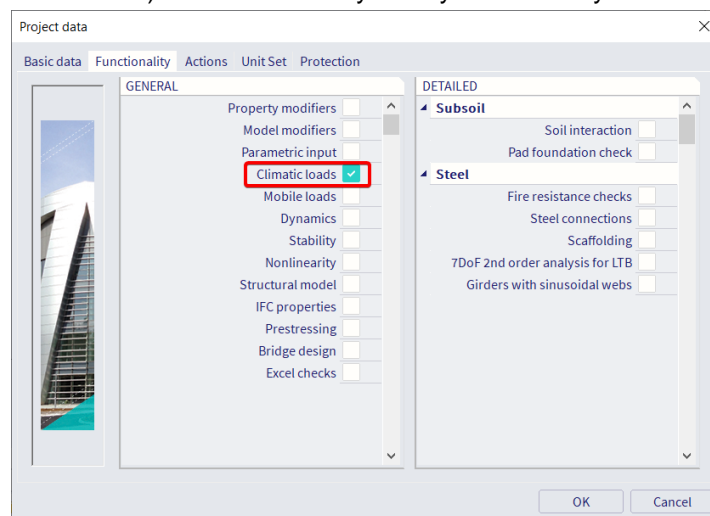 Project data
Basic data Functionality Actions Unit Set Protection
GENERAL
Property modifiers
Model modifiers
Parametric input
Climatic loads
Mobile loads
Dynamics
Stability
Nonlinearity
Structural model
IFC properties
Prestressing
Bridge design
Excel checks
DETAILED
Subsoil
Soil interaction
Pad foundation check
Steel
Fire resistance checks
Steel connections
Scaffolding
7DoF 2nd order analysis for LTB
Girders with sinusoidal webs
OK Cancel